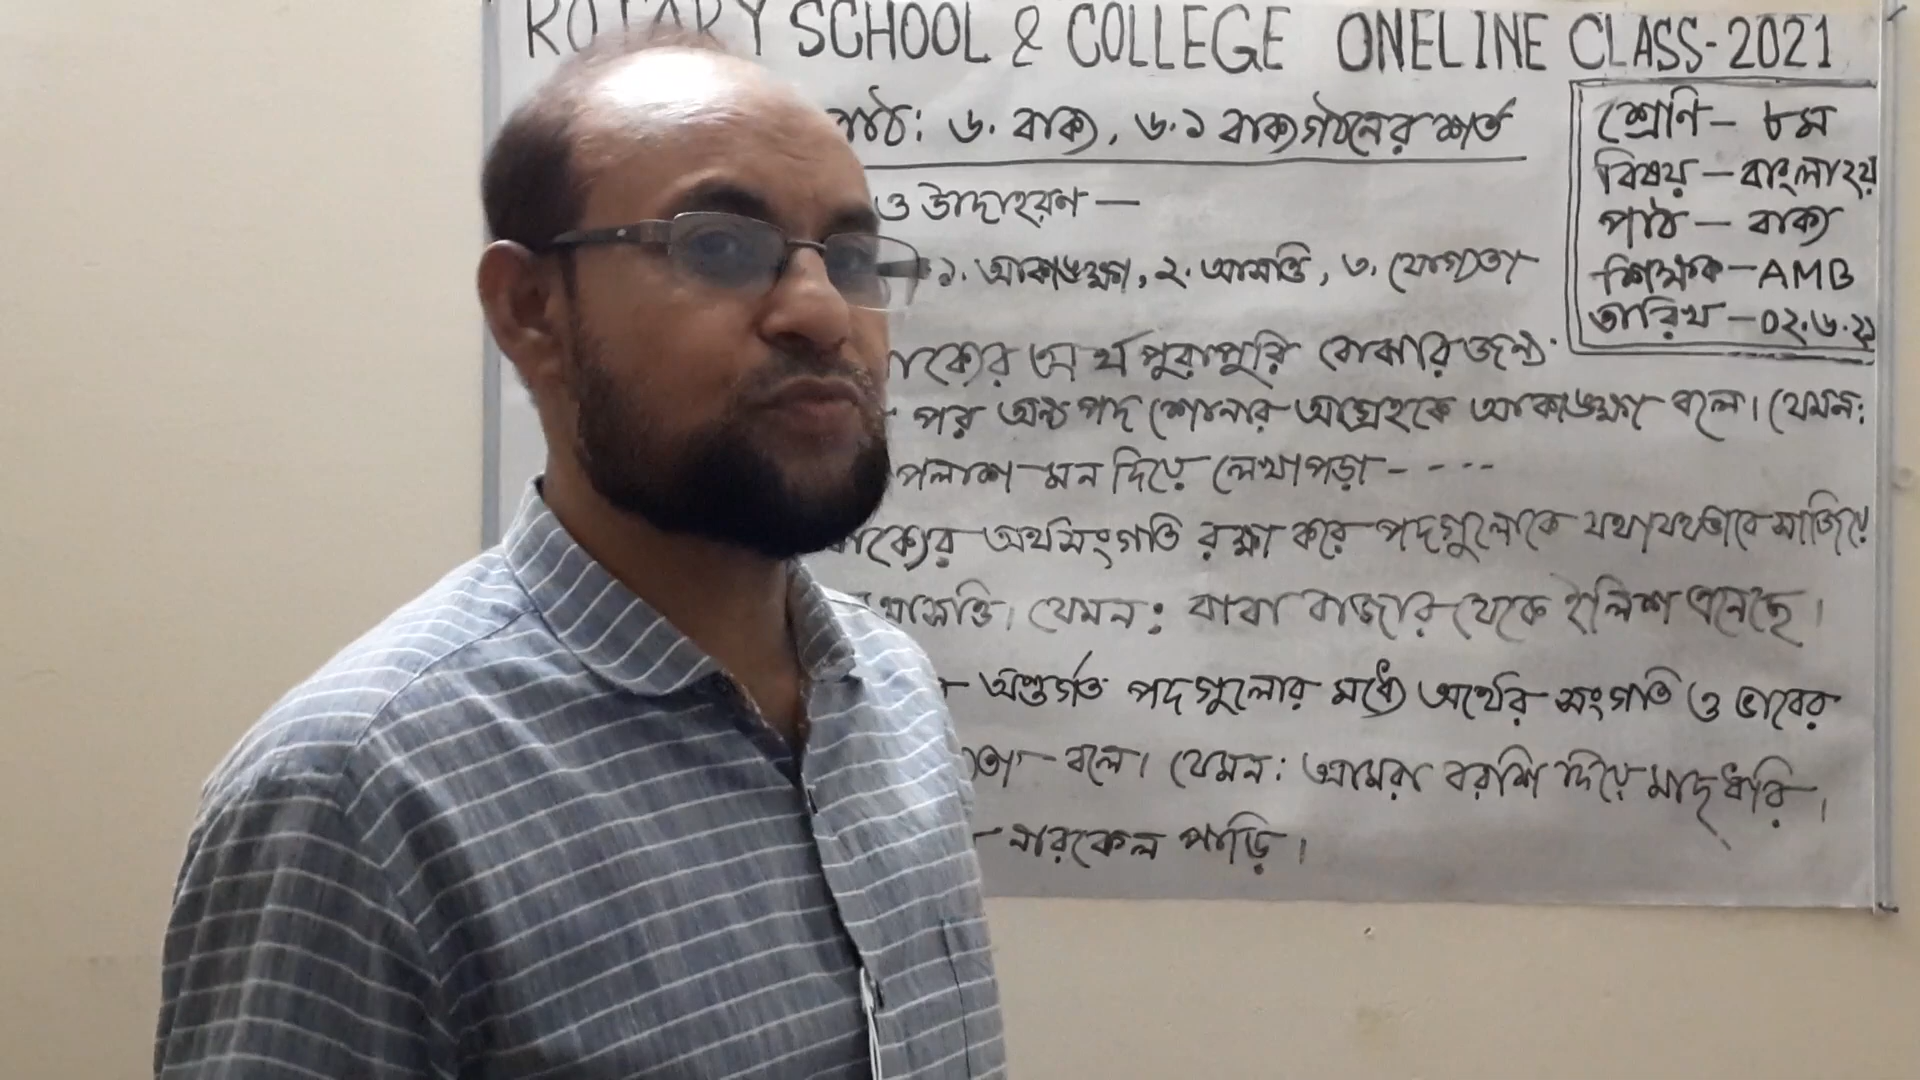 ROTARY SCHOOL & COLLEGE ONELINE CLASS-2021
পাঠ: ৬. বাক্য, ৬.১ বাক্যগঠনের শর্ত
শ্রেণি - ৮ম
বিষয় - বাংলা২য়
পাঠ - বাক্য
শিক্ষক - AMB
তারিখ - ০২.৬.২১
ও উদাহরণ —
১. আকাঙ্ক্ষা, ২. আসত্তি, ৩. যোগ্যতা
বাক্যের অর্থ পুরাপুরি বোঝার জন্য
পর অন্য পদ শোনার আগ্রহকে আকাঙ্ক্ষা বলে। যেমন:
পলাশ মন দিয়ে লেখাপড়া - - - -
বাক্যের অর্থসংগতি রক্ষা করে পদগুলোকে যথাযথভাবে সাজিয়ে
আসত্তি। যেমন: বাবা বাজার থেকে ইলিশ এনেছে।
অন্তর্গত পদগুলোর মধ্যে অর্থের সংগতি ও ভাবের
বলে। যেমন: আমরা বরশি দিয়ে মাছ ধরি।
নারকেল পাড়ি।